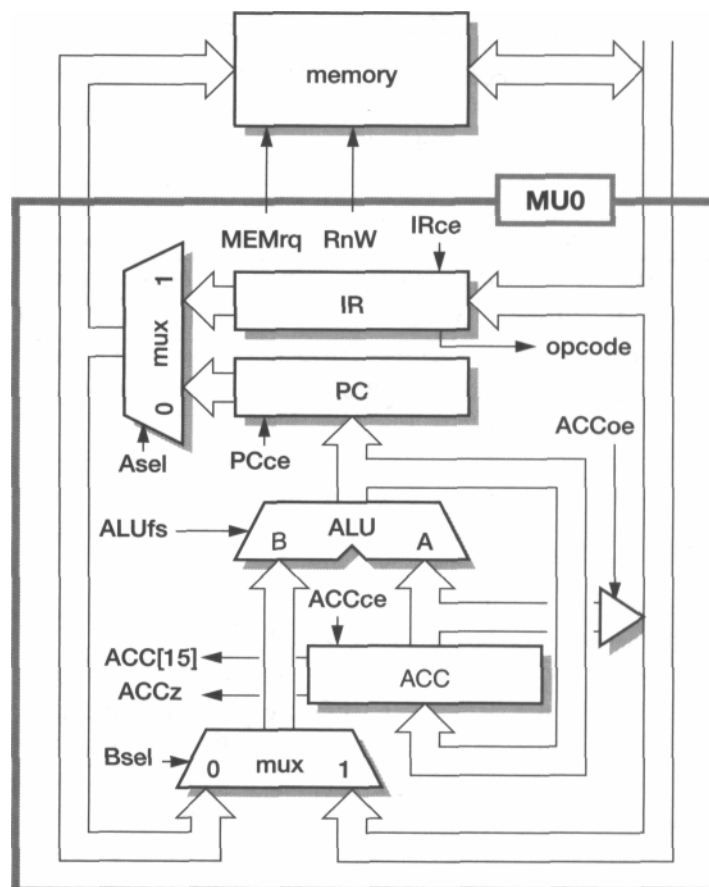 memory
MU0
MEMrq RnW IRce
1
mux
0
IR
opcode
PC
Asel
PCce
ACCoe
ALUfs
ALU
B A
ACCce
ACC[15]
ACCz
ACC
Bsel
0 mux 1